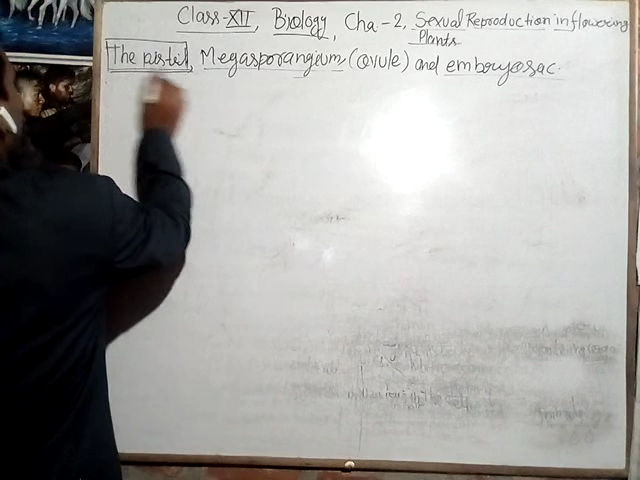 Class-XII, Biology, Cha-2, Sexual Reproduction in flowering
Plants
The pistil, Megasporangium (Ovule) and embryosac.